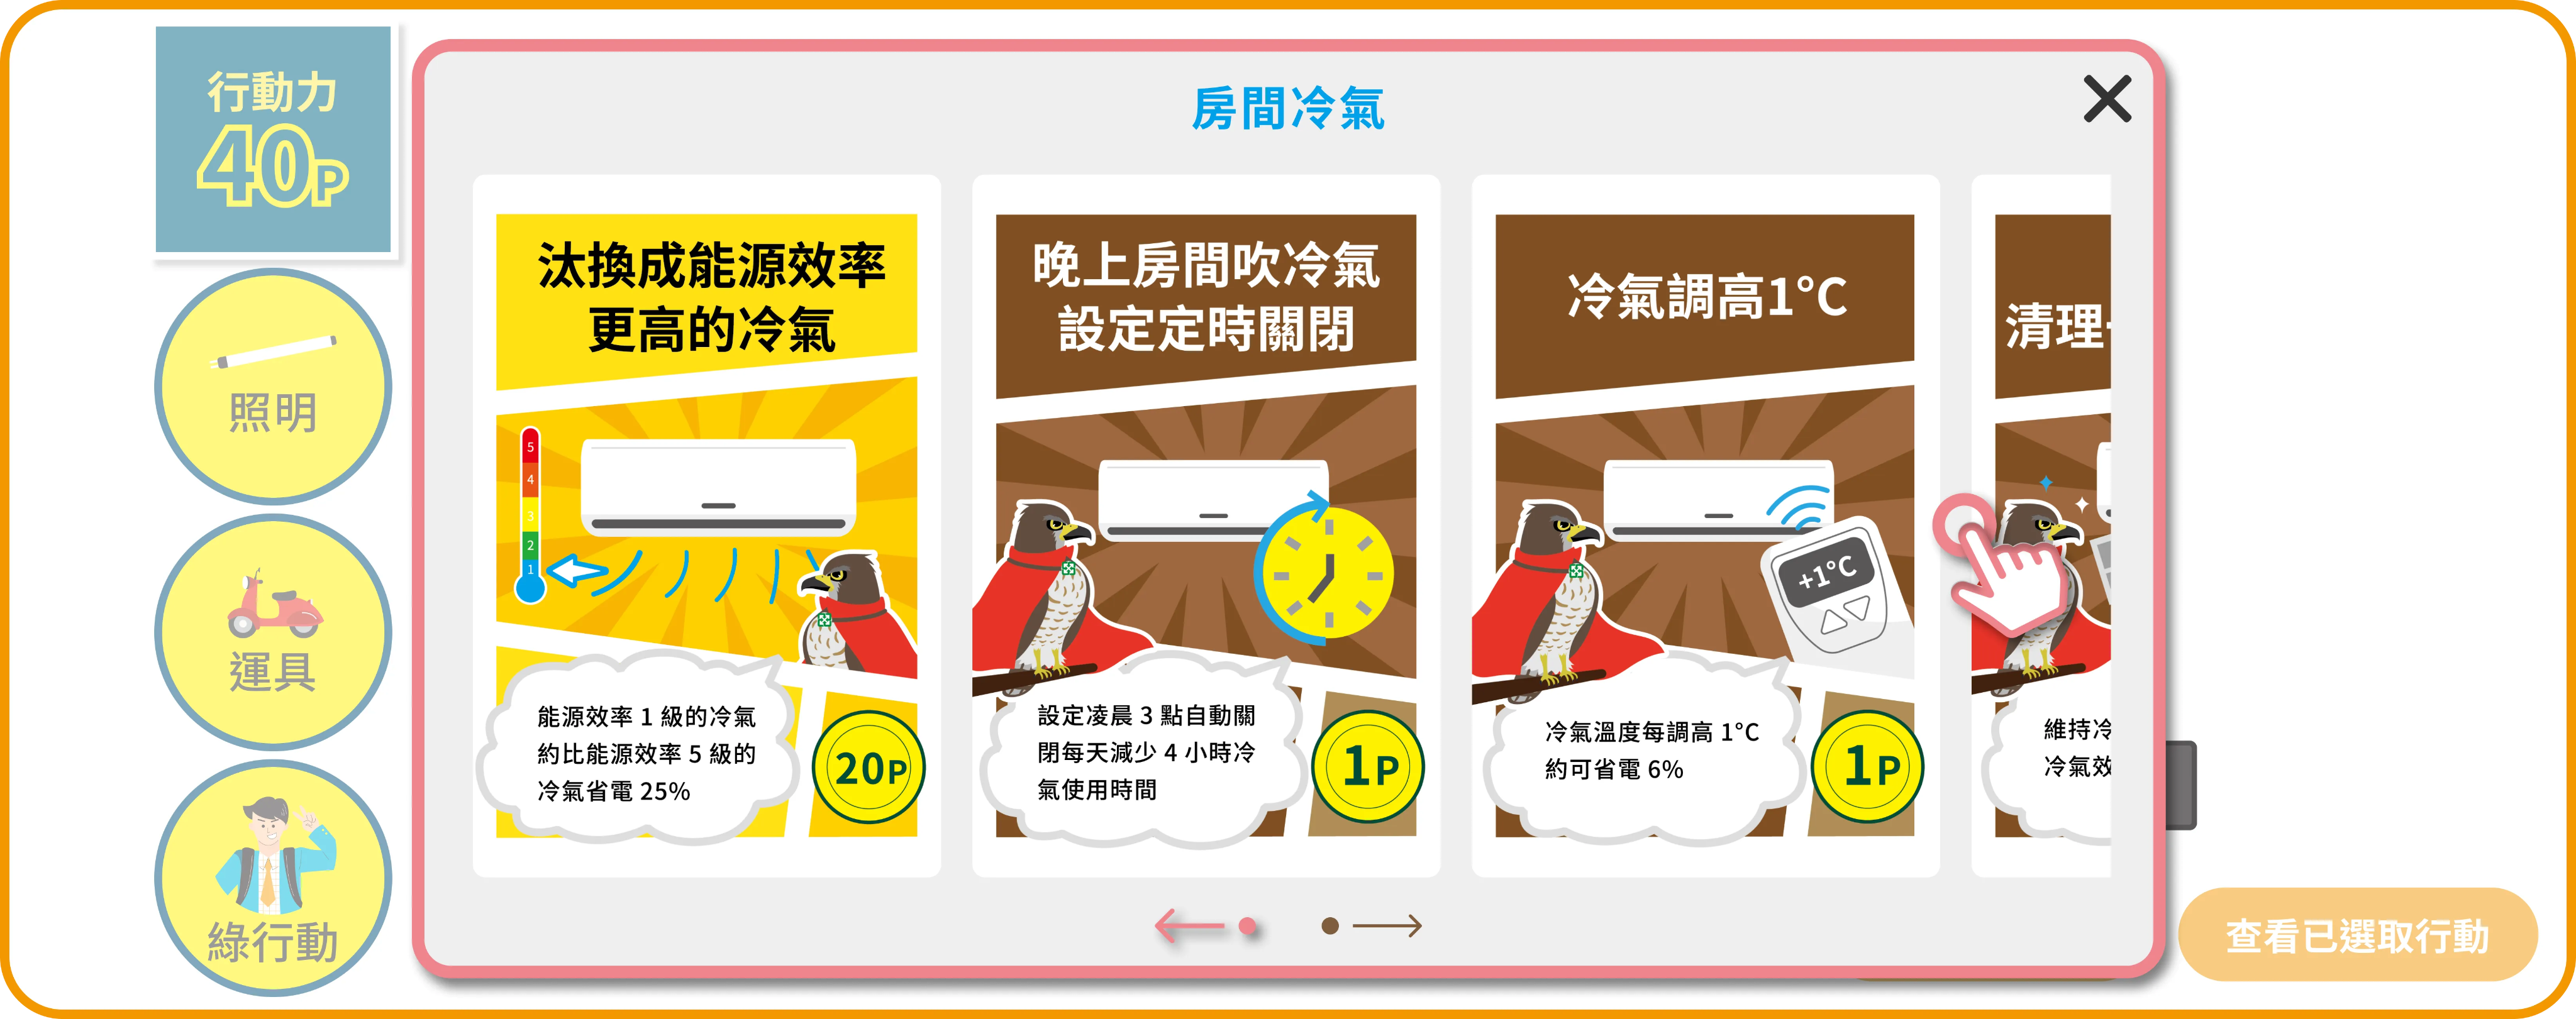 行動力
40P
照明
運具
綠行動
房間冷氣
汰換成能源效率
更高的冷氣
5
4
3
2
1
能源效率 1 級的冷氣
約比能源效率 5 級的
冷氣省電 25%
20P
晚上房間吹冷氣
設定定時關閉
設定凌晨 3 點自動關
閉每天減少 4 小時冷
氣使用時間
1P
冷氣調高1°C
+1°C
冷氣溫度每調高 1°C
約可省電 6%
1P
清理
維持冷
冷氣效
查看已選取行動